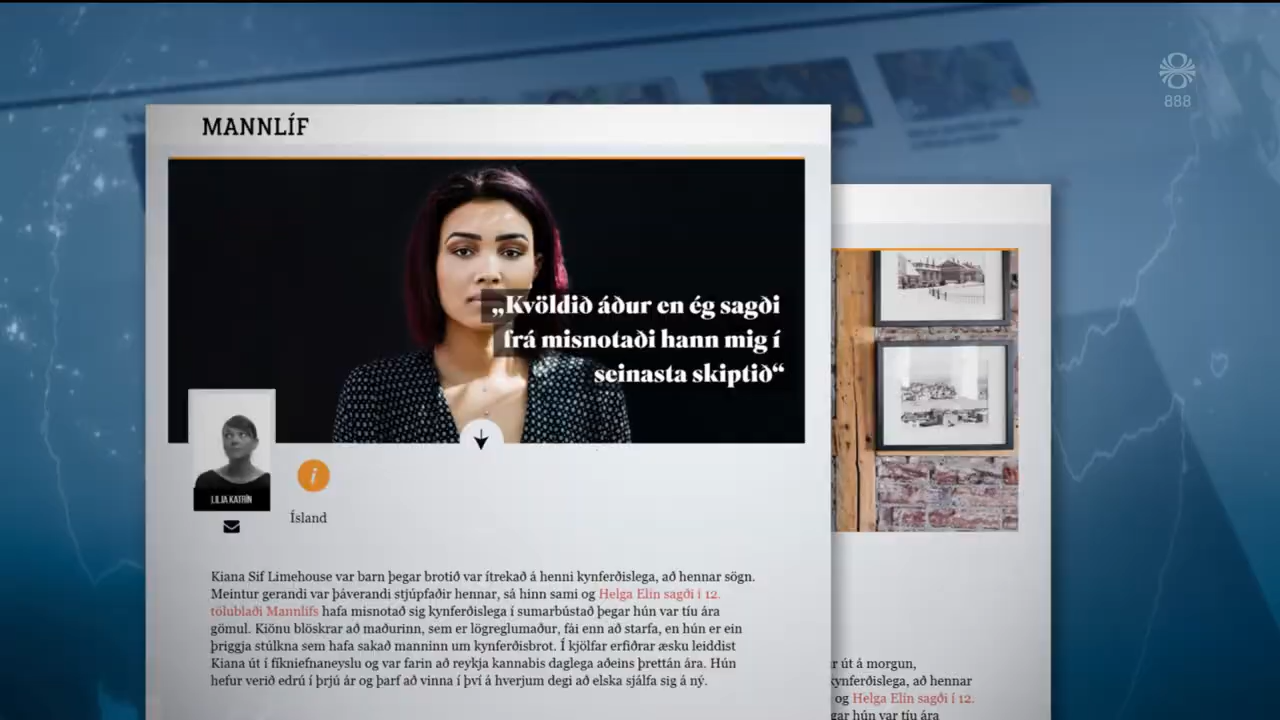 888
MANNLÍF
„Kvöldið áður en ég sagði
frá misnotaði hann mig í
seinasta skiptið“
LILJA KATRÍN
i
Ísland
Kiana Sif Limehouse var barn þegar brotið var ítrekað á henni kynferðislega, að hennar sögn.
Meintur gerandi var þáverandi stjúpfaðir hennar, sá hinn sami og Helga Elín sagði í 12.
tölublaði Mannlífs hafa misnotað sig kynferðislega í sumarbústað þegar hún var tíu ára
gömul. Kiönu blöskrar að maðurinn, sem er lögreglumaður, fái enn að starfa, en hún er ein
þriggja stúlkna sem hafa sakað manninn um kynferðisbrot. Í kjölfar erfiðrar æsku leiddist
Kiana út í fíkniefnaneyslu og var farin að reykja kannabis daglega aðeins þrettán ára. Hún
hefur verið edrú í þrjú ár og þarf að vinna í því á hverjum degi að elska sjálfa sig á ný.
út á morgun,
kynferðislega, að hennar
og Helga Elín sagði í 12.
gar hún var tíu ára